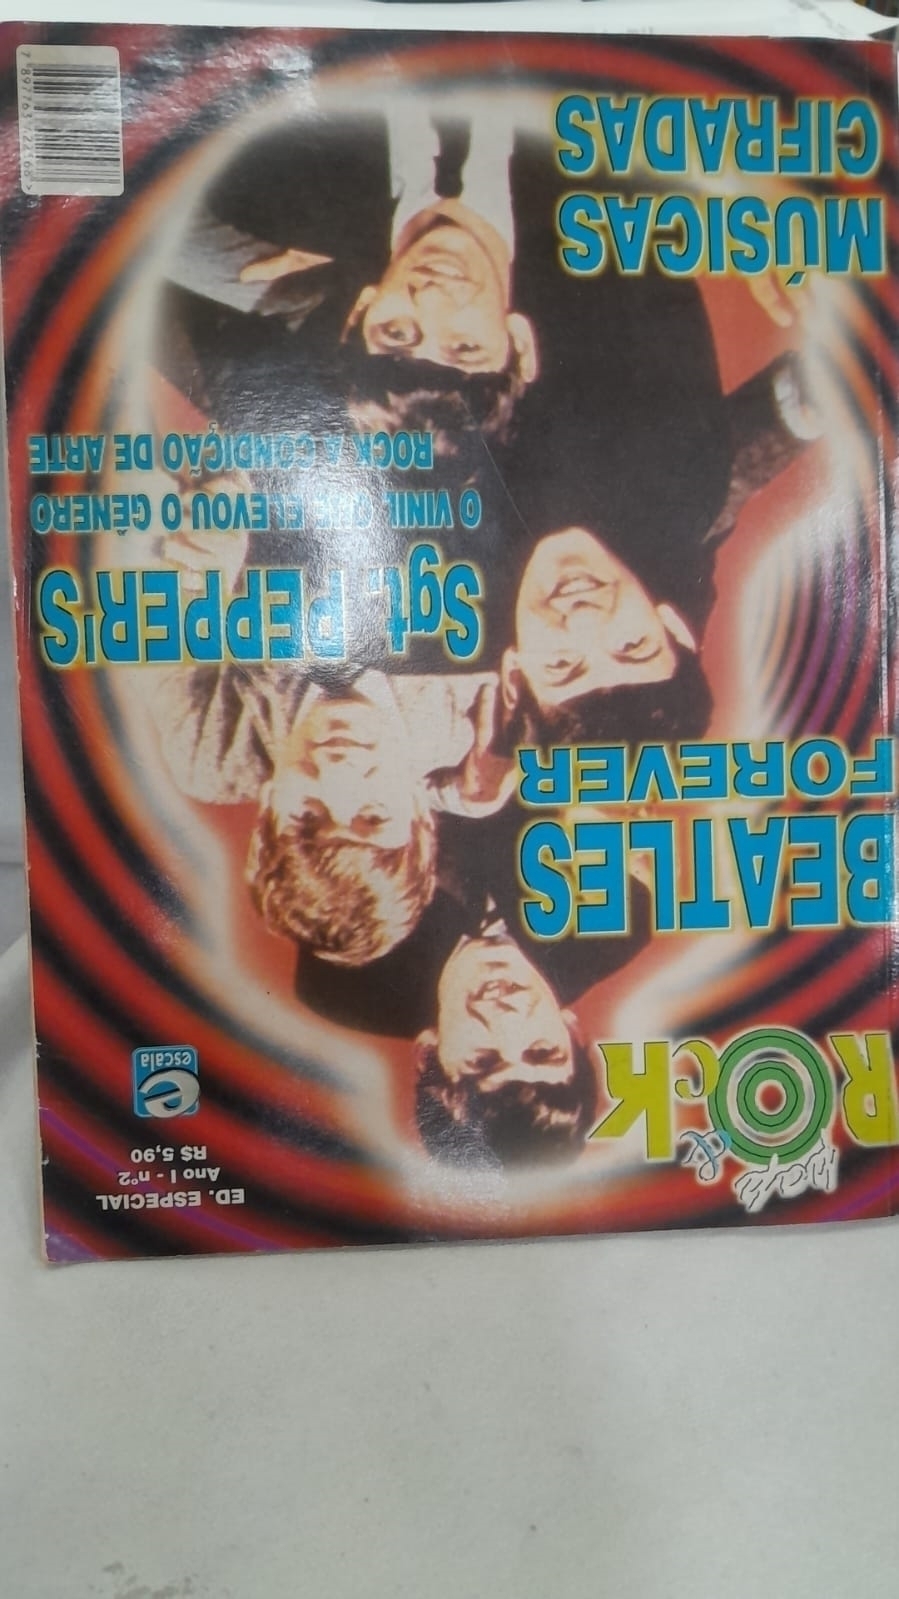 ROCK
ED. ESPECIAL
Ano I - nº2
R$ 5,90
escala
BEATLES
FOREVER
Sgt. PEPPER'S
O VINIL QUE ELEVOU O GÊNERO
ROCK À CONDIÇÃO DE ARTE
MÚSICAS
CIFRADAS